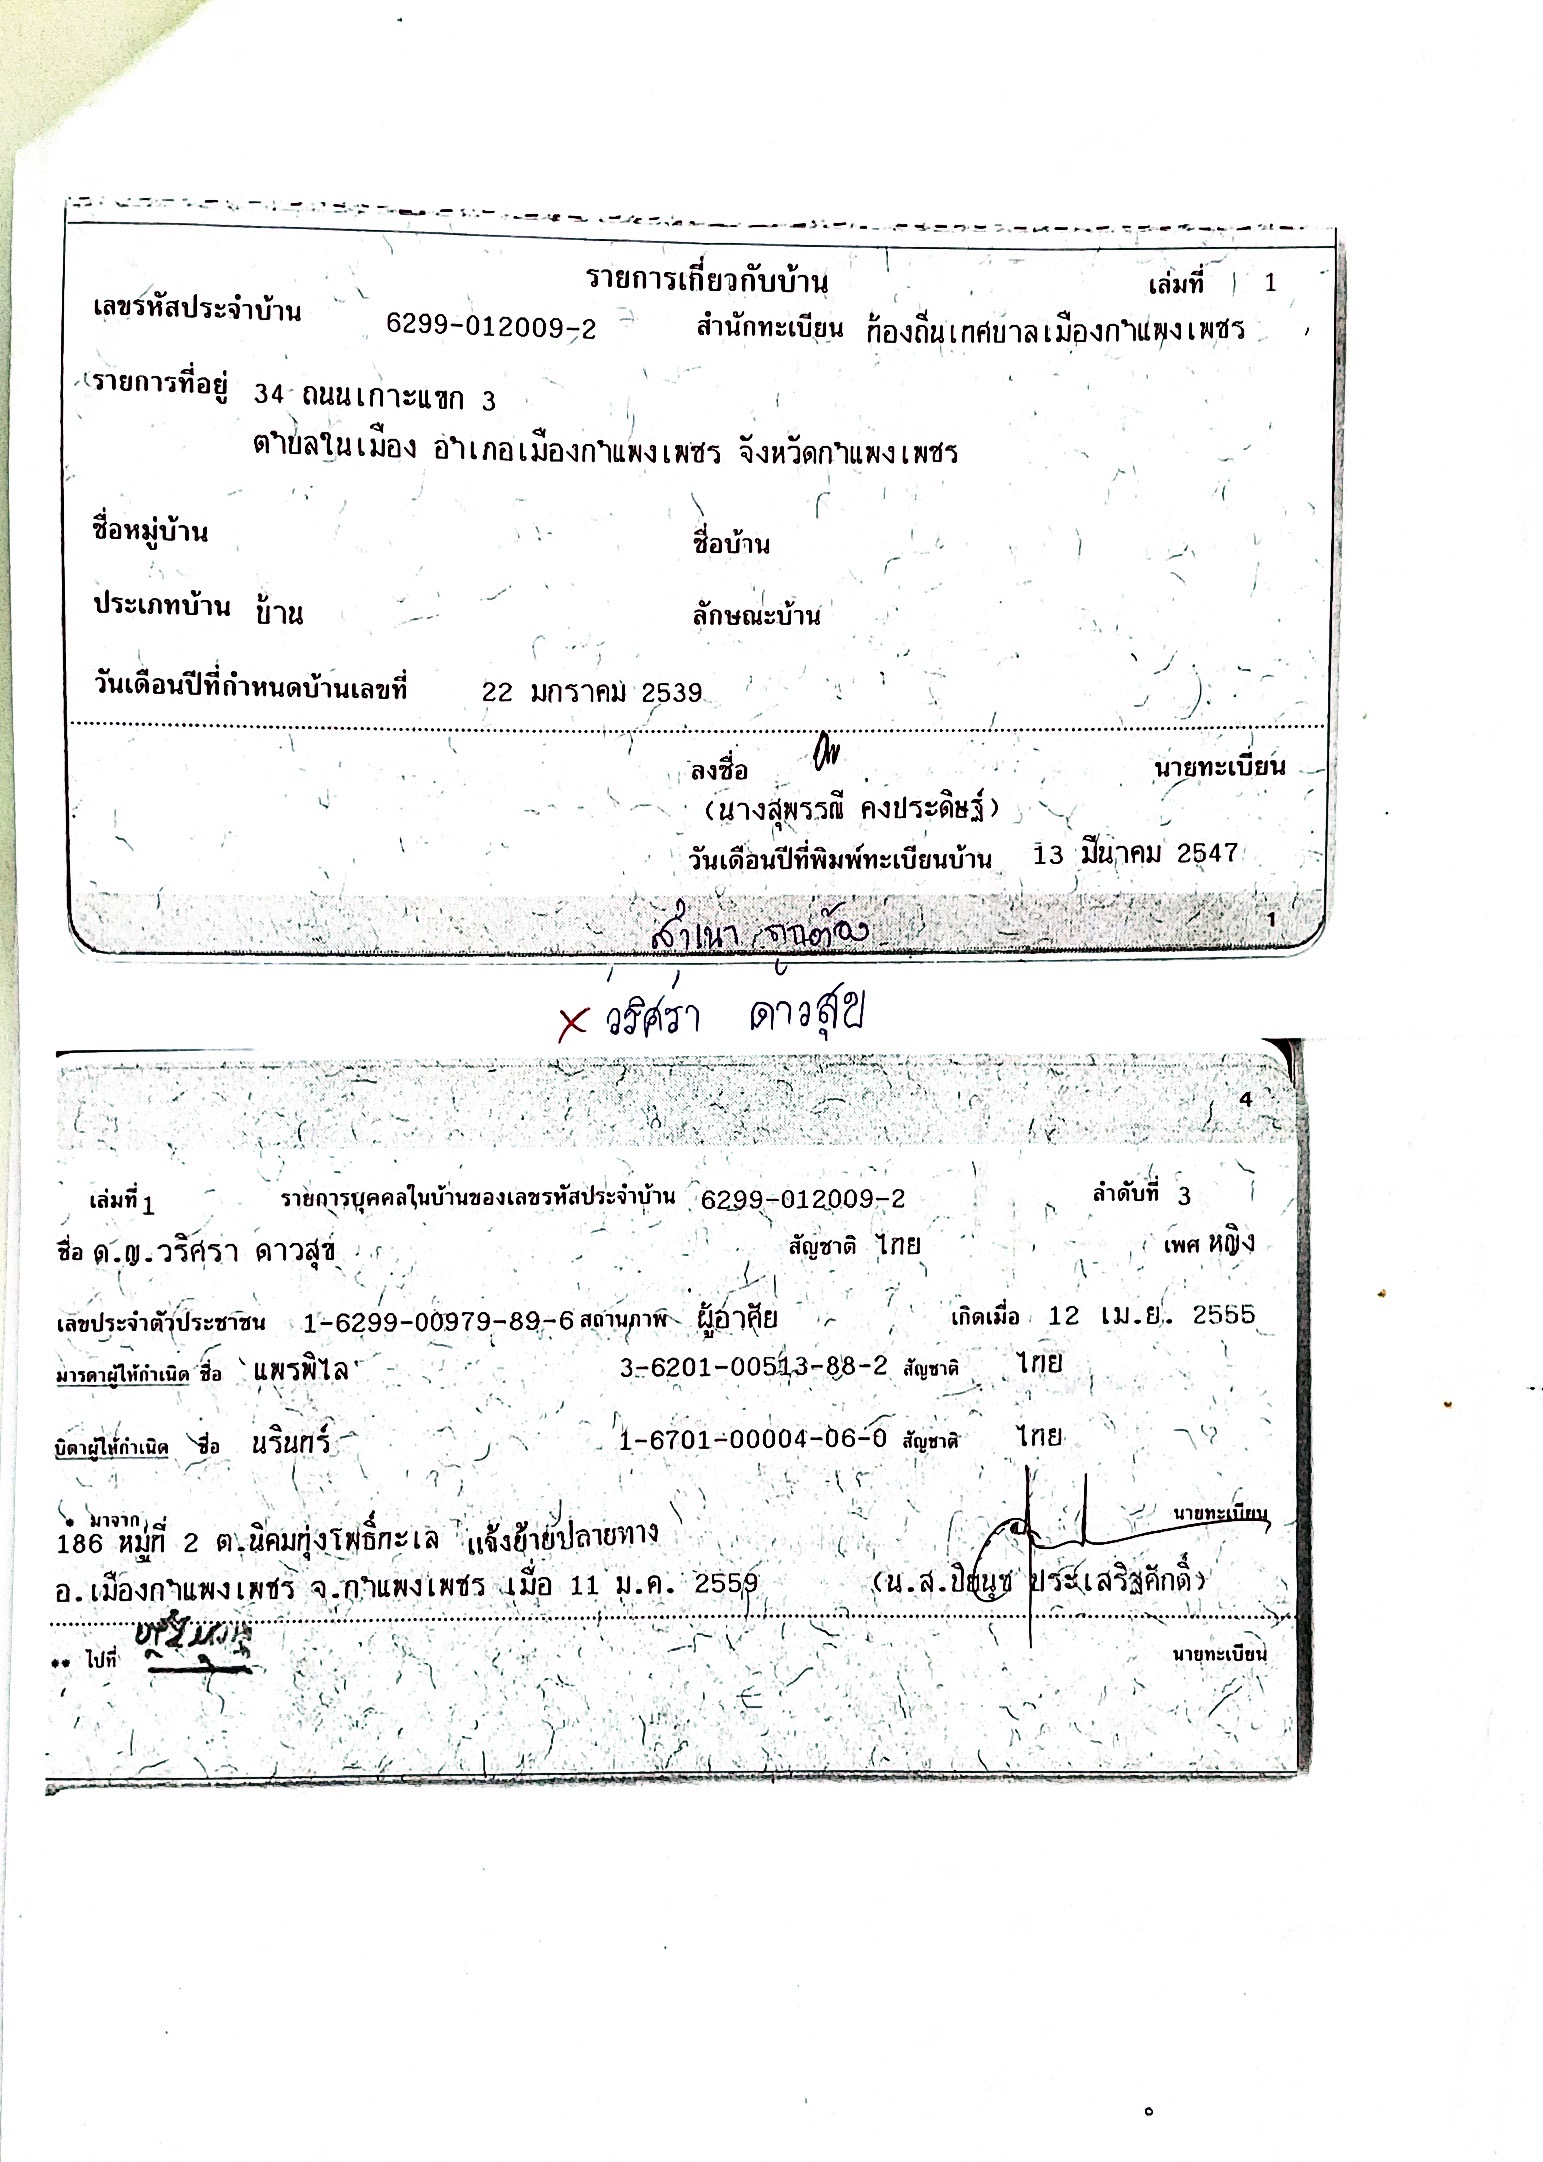 รายการเกี่ยวกับบ้าน เล่มที่ 1
เลขรหัสประจำบ้าน 6299-012009-2 สำนักทะเบียน ท้องถิ่นเทศบาลเมืองกำแพงเพชร
รายการที่อยู่ 34 ถนนเกาะแขก 3
ตำบลในเมือง อำเภอเมืองกำแพงเพชร จังหวัดกำแพงเพชร
ชื่อหมู่บ้าน ชื่อบ้าน
ประเภทบ้าน บ้าน ลักษณะบ้าน
วันเดือนปีที่กำหนดบ้านเลขที่ 22 มกราคม 2539
ลงชื่อ นายทะเบียน
(นางสุพรรณี คงประดิษฐ์)
วันเดือนปีที่พิมพ์ทะเบียนบ้าน 13 มีนาคม 2547
1
สำเนาถูกต้อง
x วริศรา ดาวสุข
4
เล่มที่ 1 รายการบุคคลในบ้านของเลขรหัสประจำบ้าน 6299-012009-2 ลำดับที่ 3
ชื่อ ด.ญ.วริศรา ดาวสุข สัญชาติ ไทย เพศ หญิง
เลขประจำตัวประชาชน 1-6299-00979-89-6 สถานภาพ ผู้อาศัย เกิดเมื่อ 12 เม.ย. 2555
มารดาผู้ให้กำเนิด ชื่อ แพรพิไล 3-6201-00513-88-2 สัญชาติ ไทย
บิดาผู้ให้กำเนิด ชื่อ นรินทร์ 1-6701-00004-06-0 สัญชาติ ไทย
* มาจาก นายทะเบียน
186 หมู่ที่ 2 ต.นิคมทุ่งโพธิ์ทะเล แจ้งย้ายปลายทาง
อ.เมืองกำแพงเพชร จ.กำแพงเพชร เมื่อ 11 ม.ค. 2559 (น.ส.ปิยนุช ประเสริฐศักดิ์)
** ไปที่ นายทะเบียน